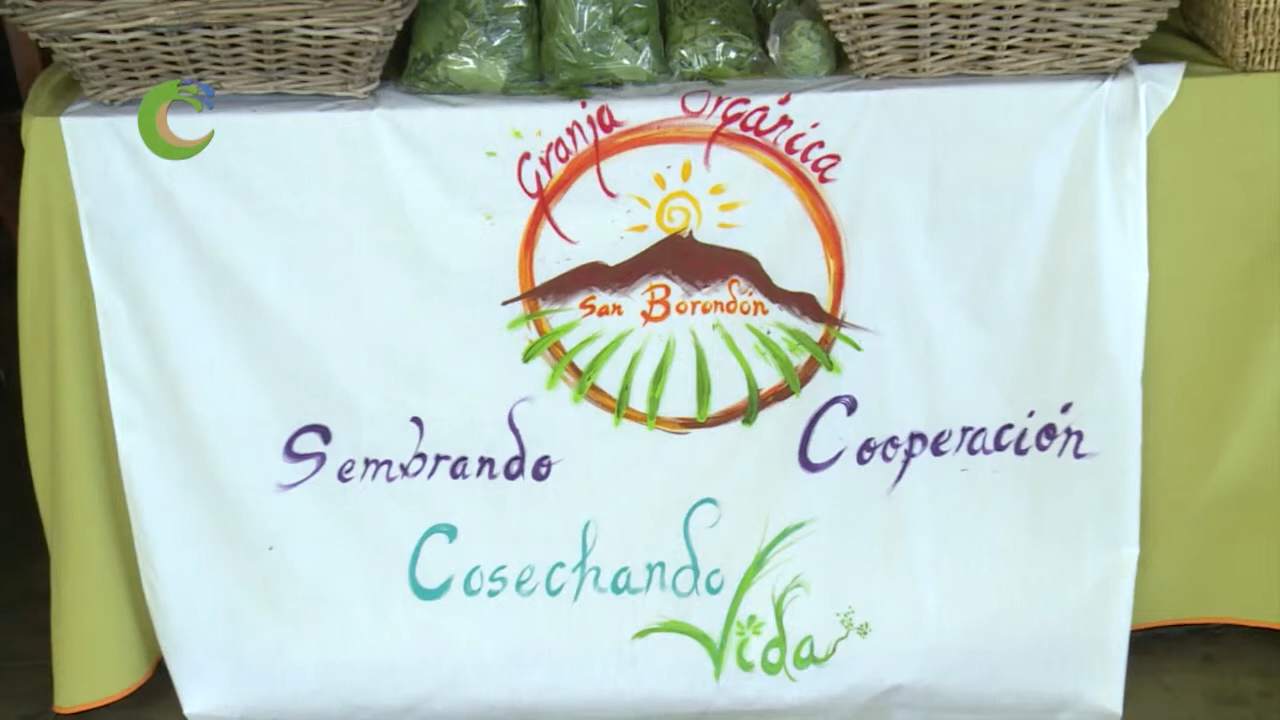 Granja Orgánica
San Borondón
Sembrando Cooperación
Cosechando
Vida